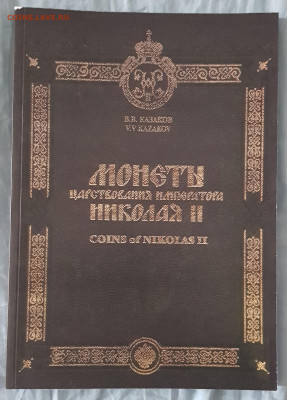 В.В. КАЗАКОВ
V.V KAZAKOV
МОНЕТЫ
ЦАРСТВОВАНИЯ ИМПЕРАТОРА
НИКОЛАЯ II
COINS of NIKOLAS II